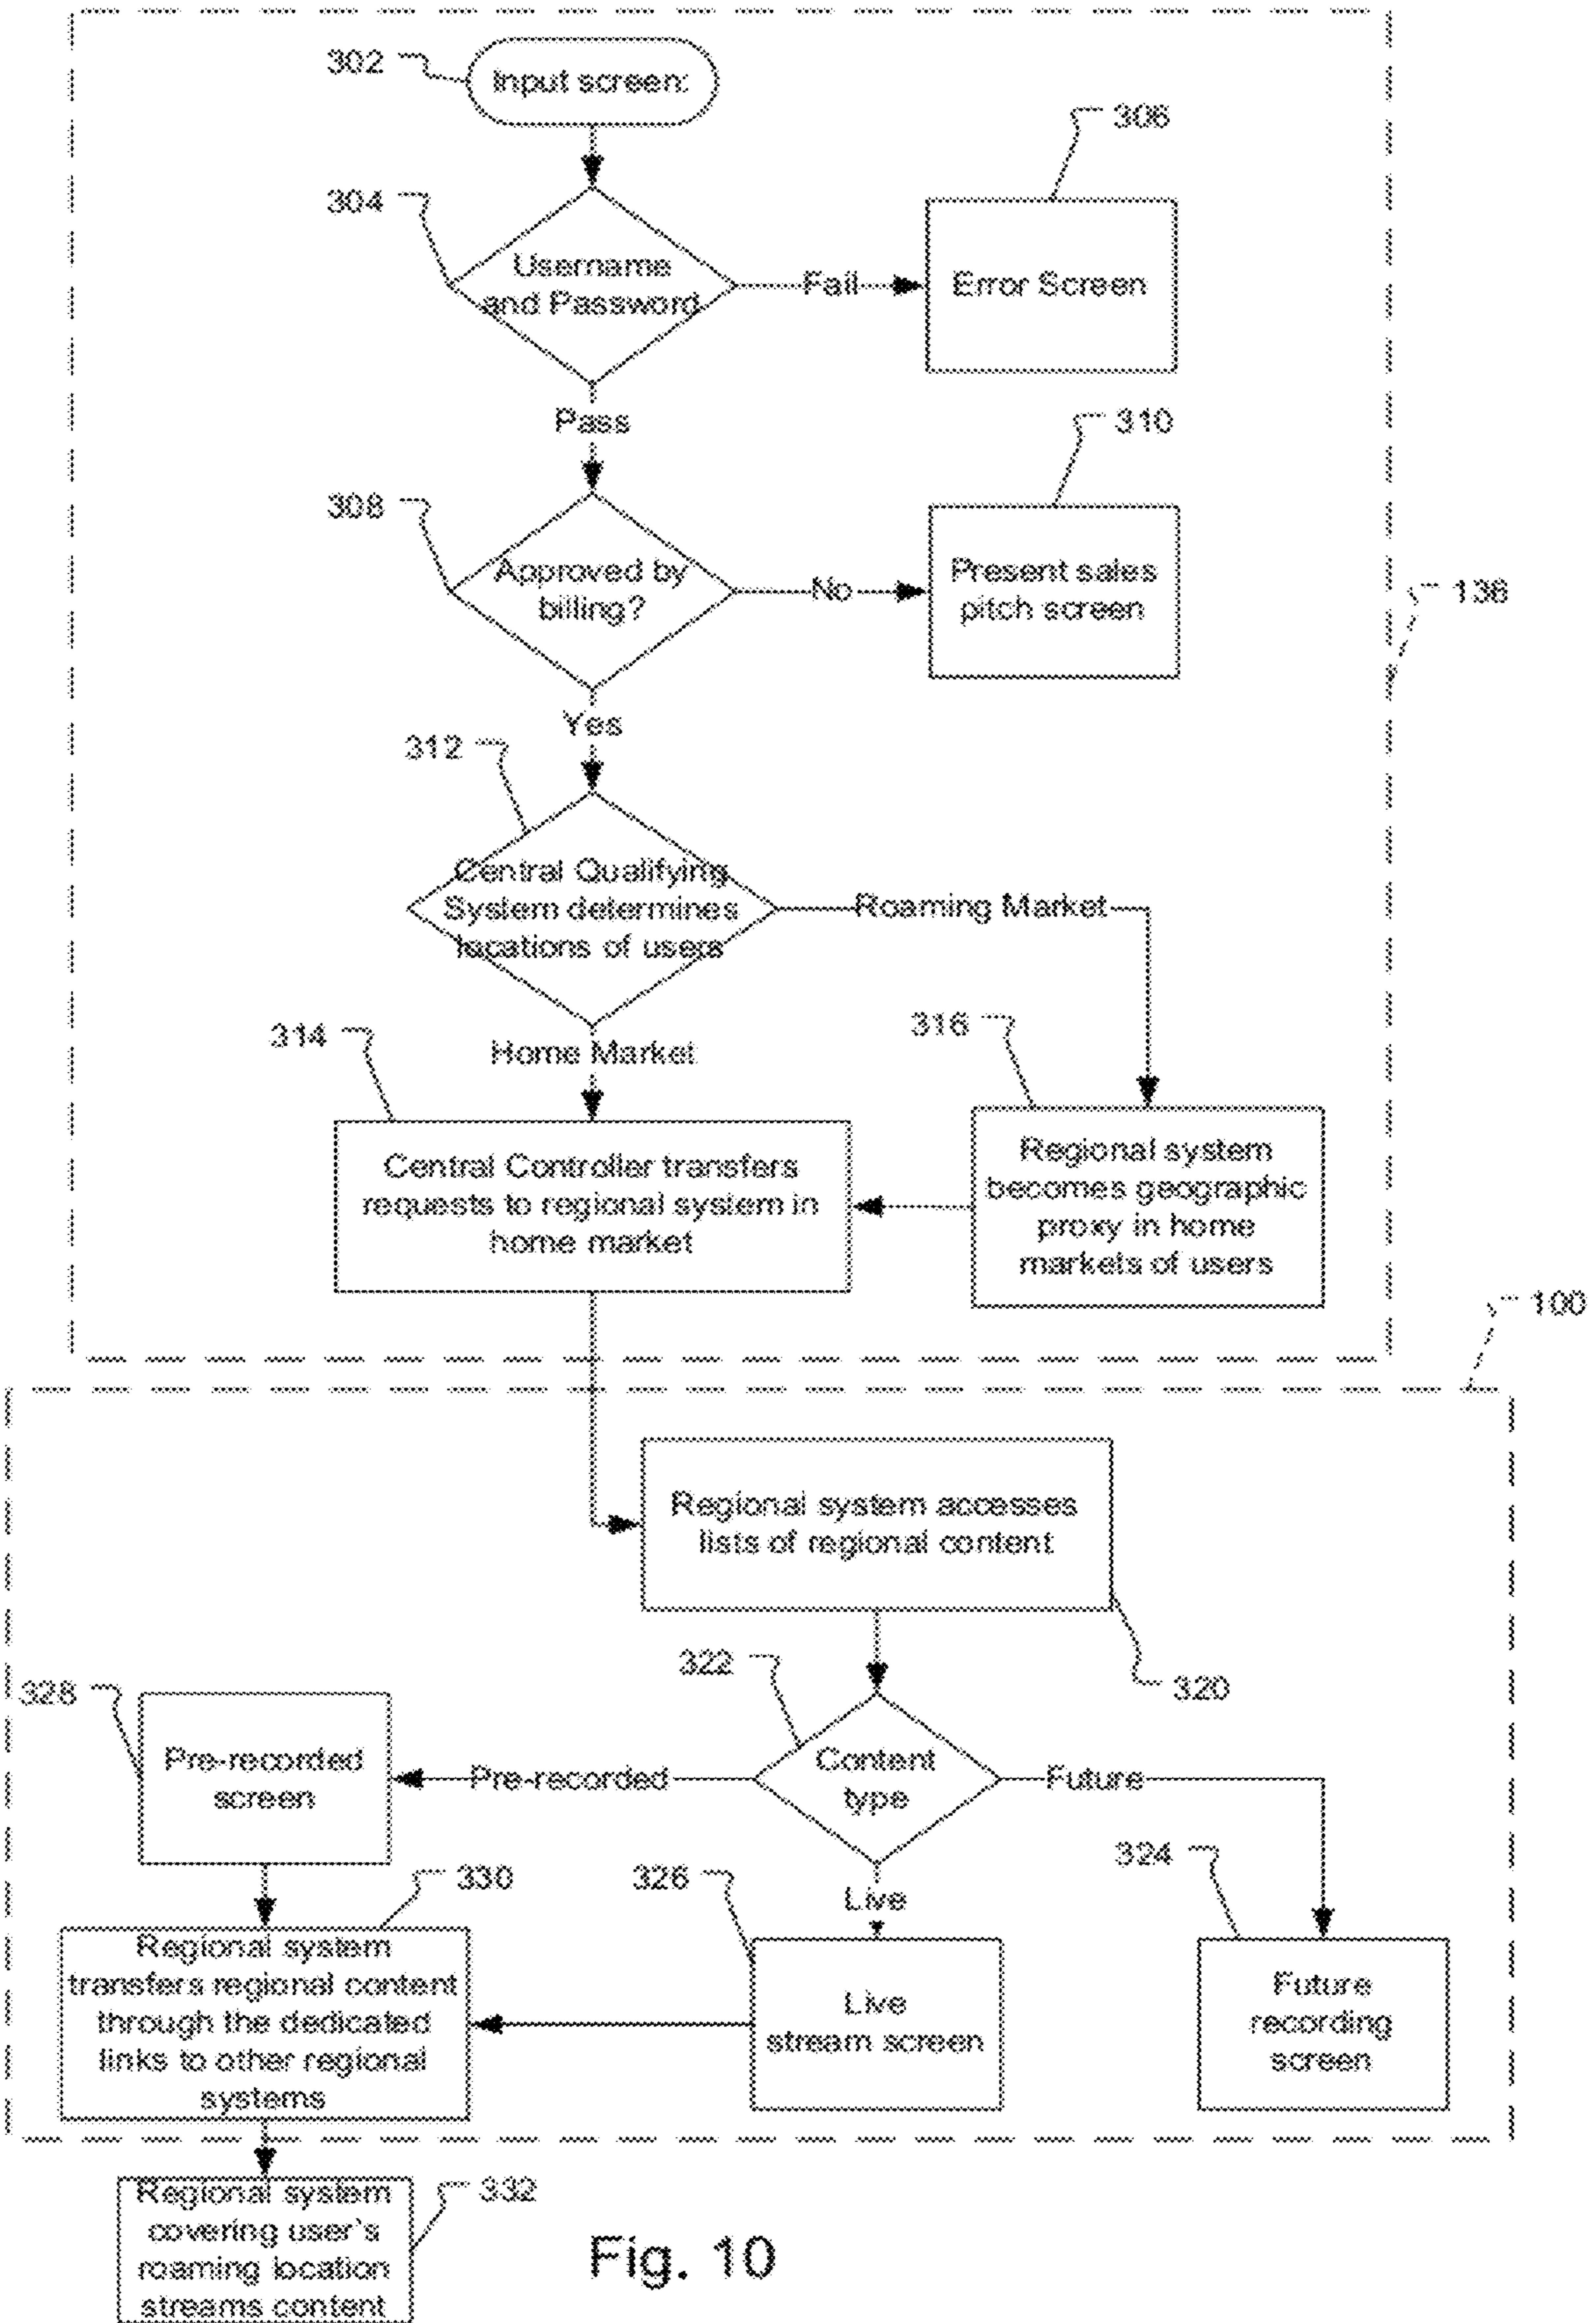 302
Input screen:
306
304
Username
and Password
Fail
Error Screen
Pass
310
308
Approved by
billing?
No
Present sales
pitch screen
136
Yes
312
Central Qualifying
System determines
locations of users
Roaming Market
314
Home Market
316
Central Controller transfers
requests to regional system in
home market
Regional system
becomes geographic
proxy in home
markets of users
100
Regional system accesses
lists of regional content
322
320
328
Pre-recorded
screen
Pre-recorded
Content
type
Future
330
326
Live
324
Regional system
transfers regional content
through the dedicated
links to other regional
systems
Live
stream screen
Future
recording
screen
332
Regional system
covering user's
roaming location
streams content
Fig. 10